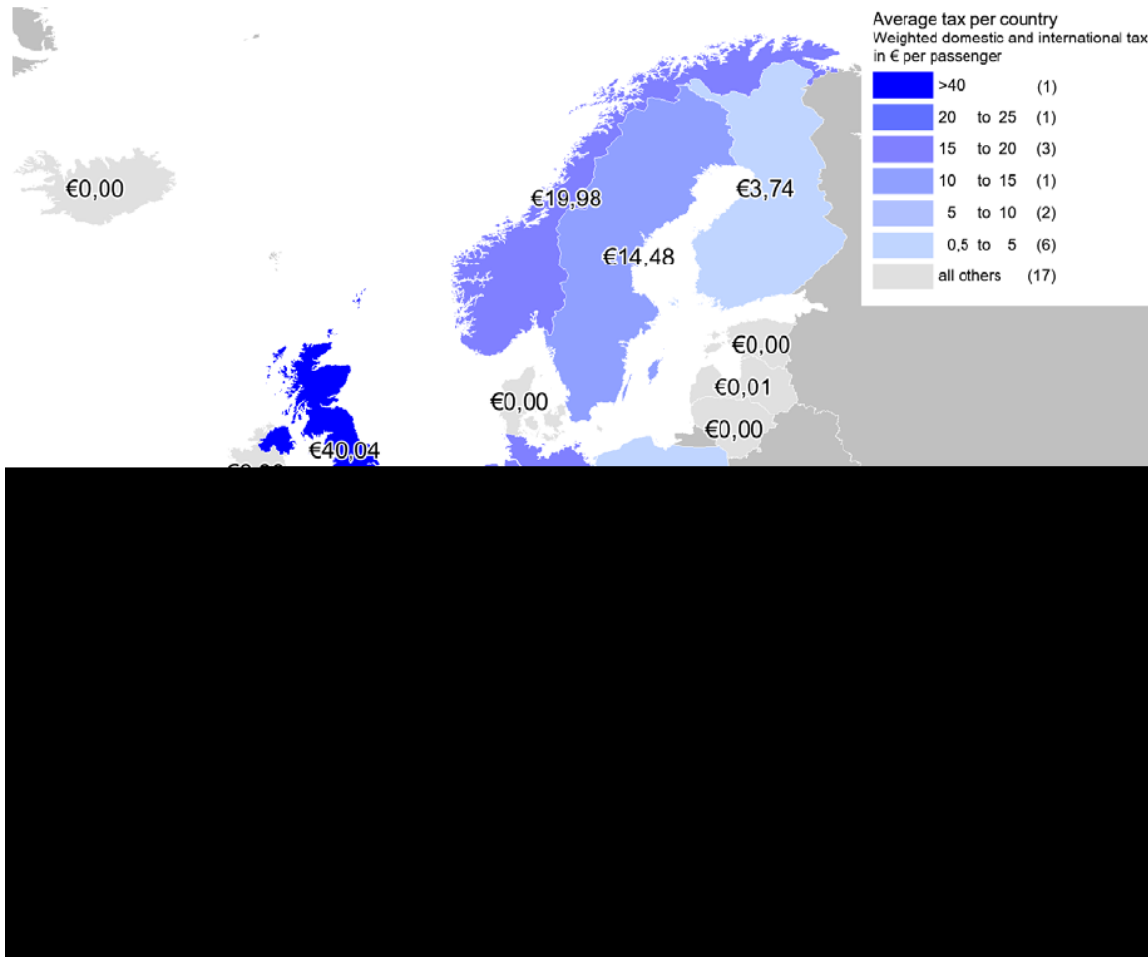 Average tax per country
Weighted domestic and international tax
in € per passenger
>40 (1)
20 to 25 (1)
15 to 20 (3)
10 to 15 (1)
5 to 10 (2)
0,5 to 5 (6)
all others (17)
€0,00
€19,98
€3,74
€14,48
€0,00
€0,01
€0,00
€0,00
€40,04